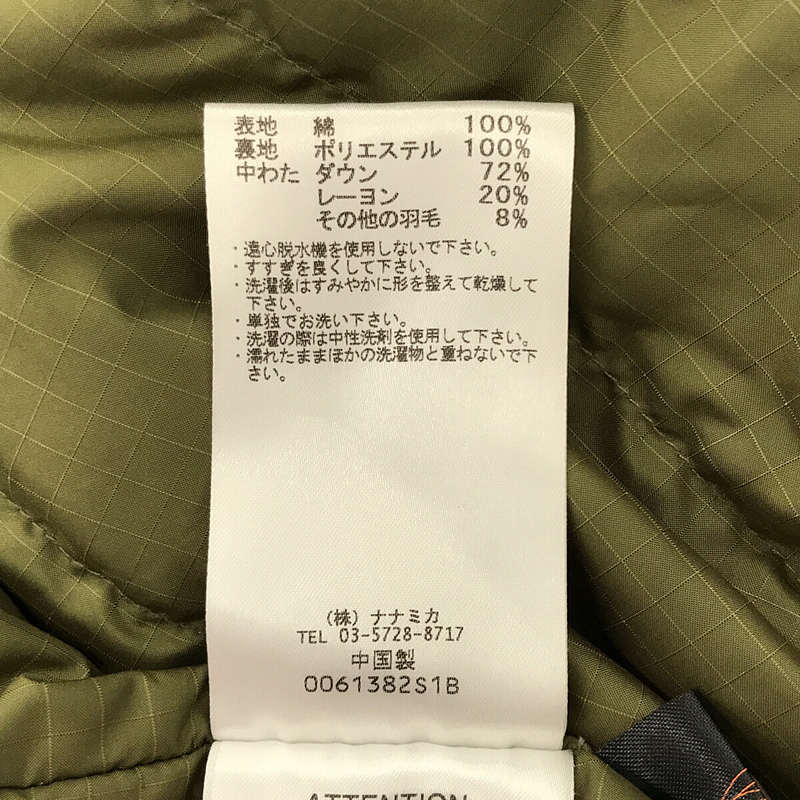 表地 綿 100%
裏地 ポリエステル 100%
中わた ダウン 72%
レーヨン 20%
その他の羽毛 8%
・遠心脱水機を使用しないで下さい。
・すすぎを良くして下さい。
・洗濯後はすみやかに形を整えて乾燥して
下さい。
・単独でお洗い下さい。
・洗濯の際は中性洗剤を使用して下さい。
・濡れたままほかの洗濯物と重ねないで下
さい。
(株) ナナミカ
TEL 03-5728-8717
中国製
0061382S1B
ATTENTION